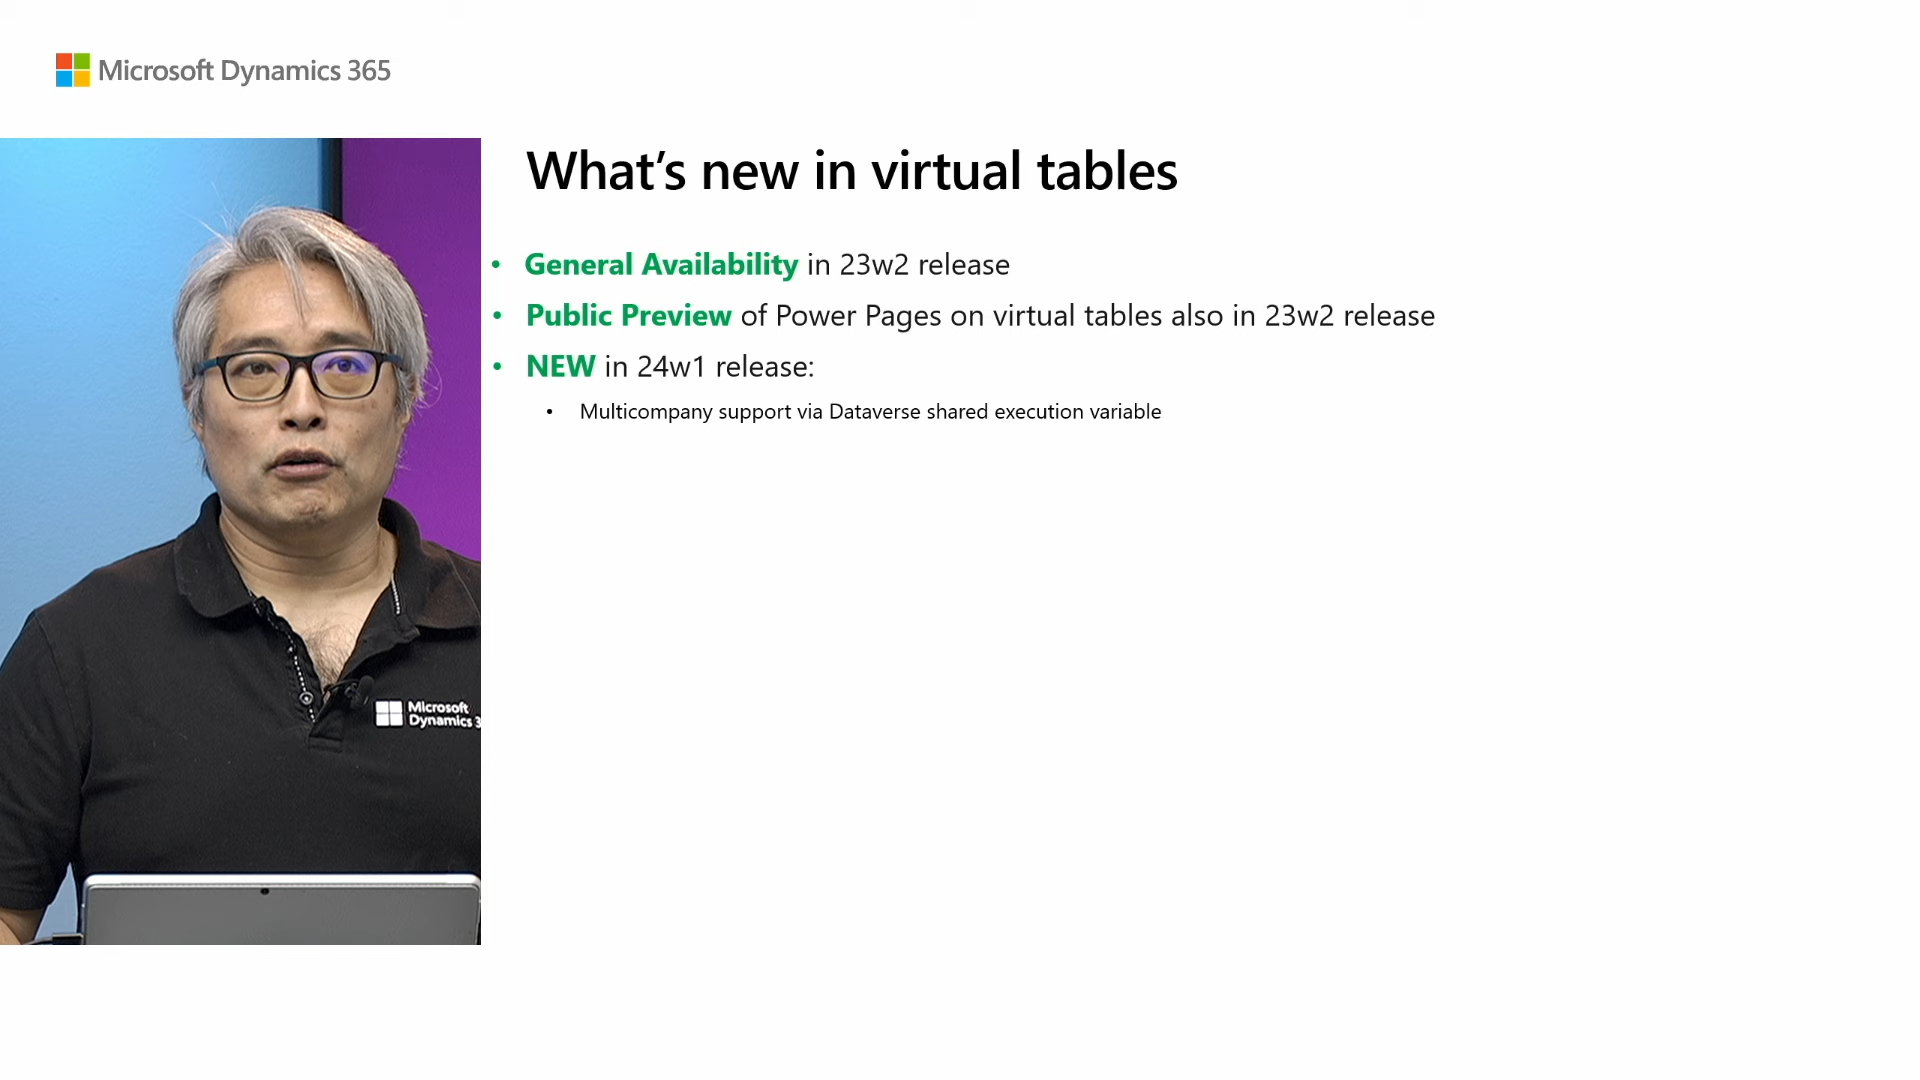 Microsoft Dynamics 365
What's new in virtual tables
• General Availability in 23w2 release
• Public Preview of Power Pages on virtual tables also in 23w2 release
• NEW in 24w1 release:
• Multicompany support via Dataverse shared execution variable
Microsoft
Dynamics 3